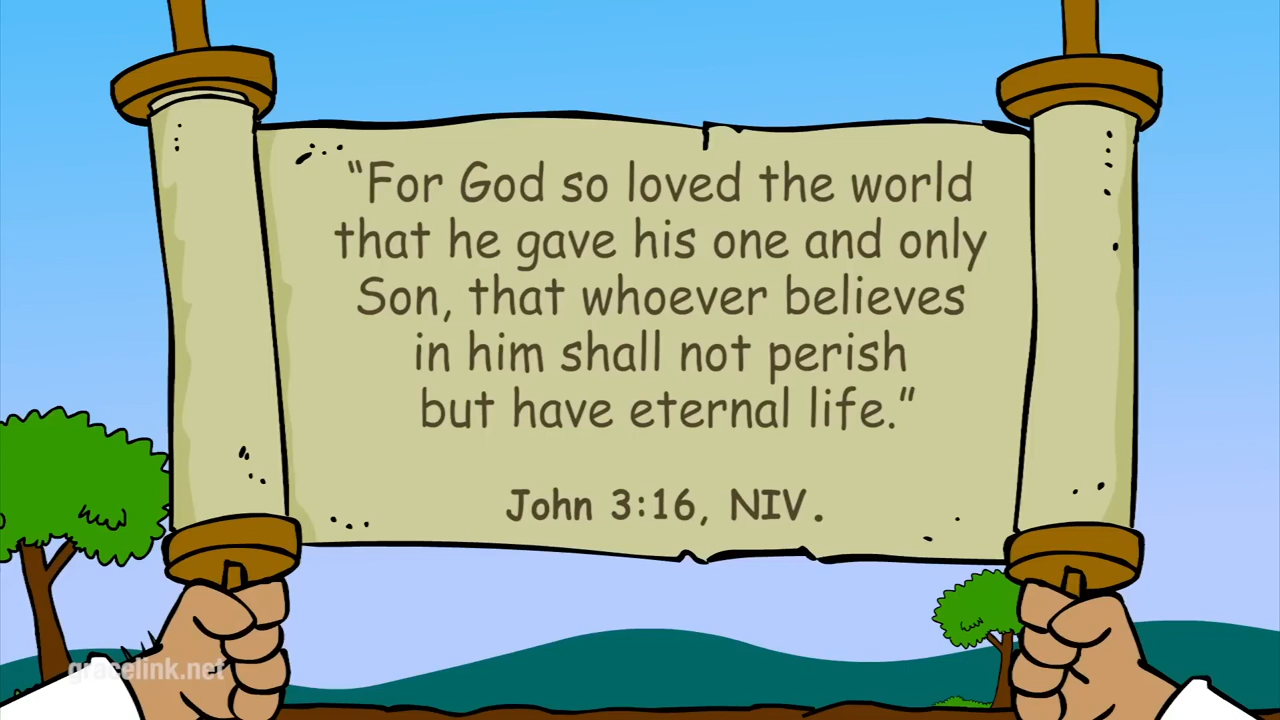 “For God so loved the world
that he gave his one and only
Son, that whoever believes
in him shall not perish
but have eternal life.”
John 3:16, NIV.
gracelink.net